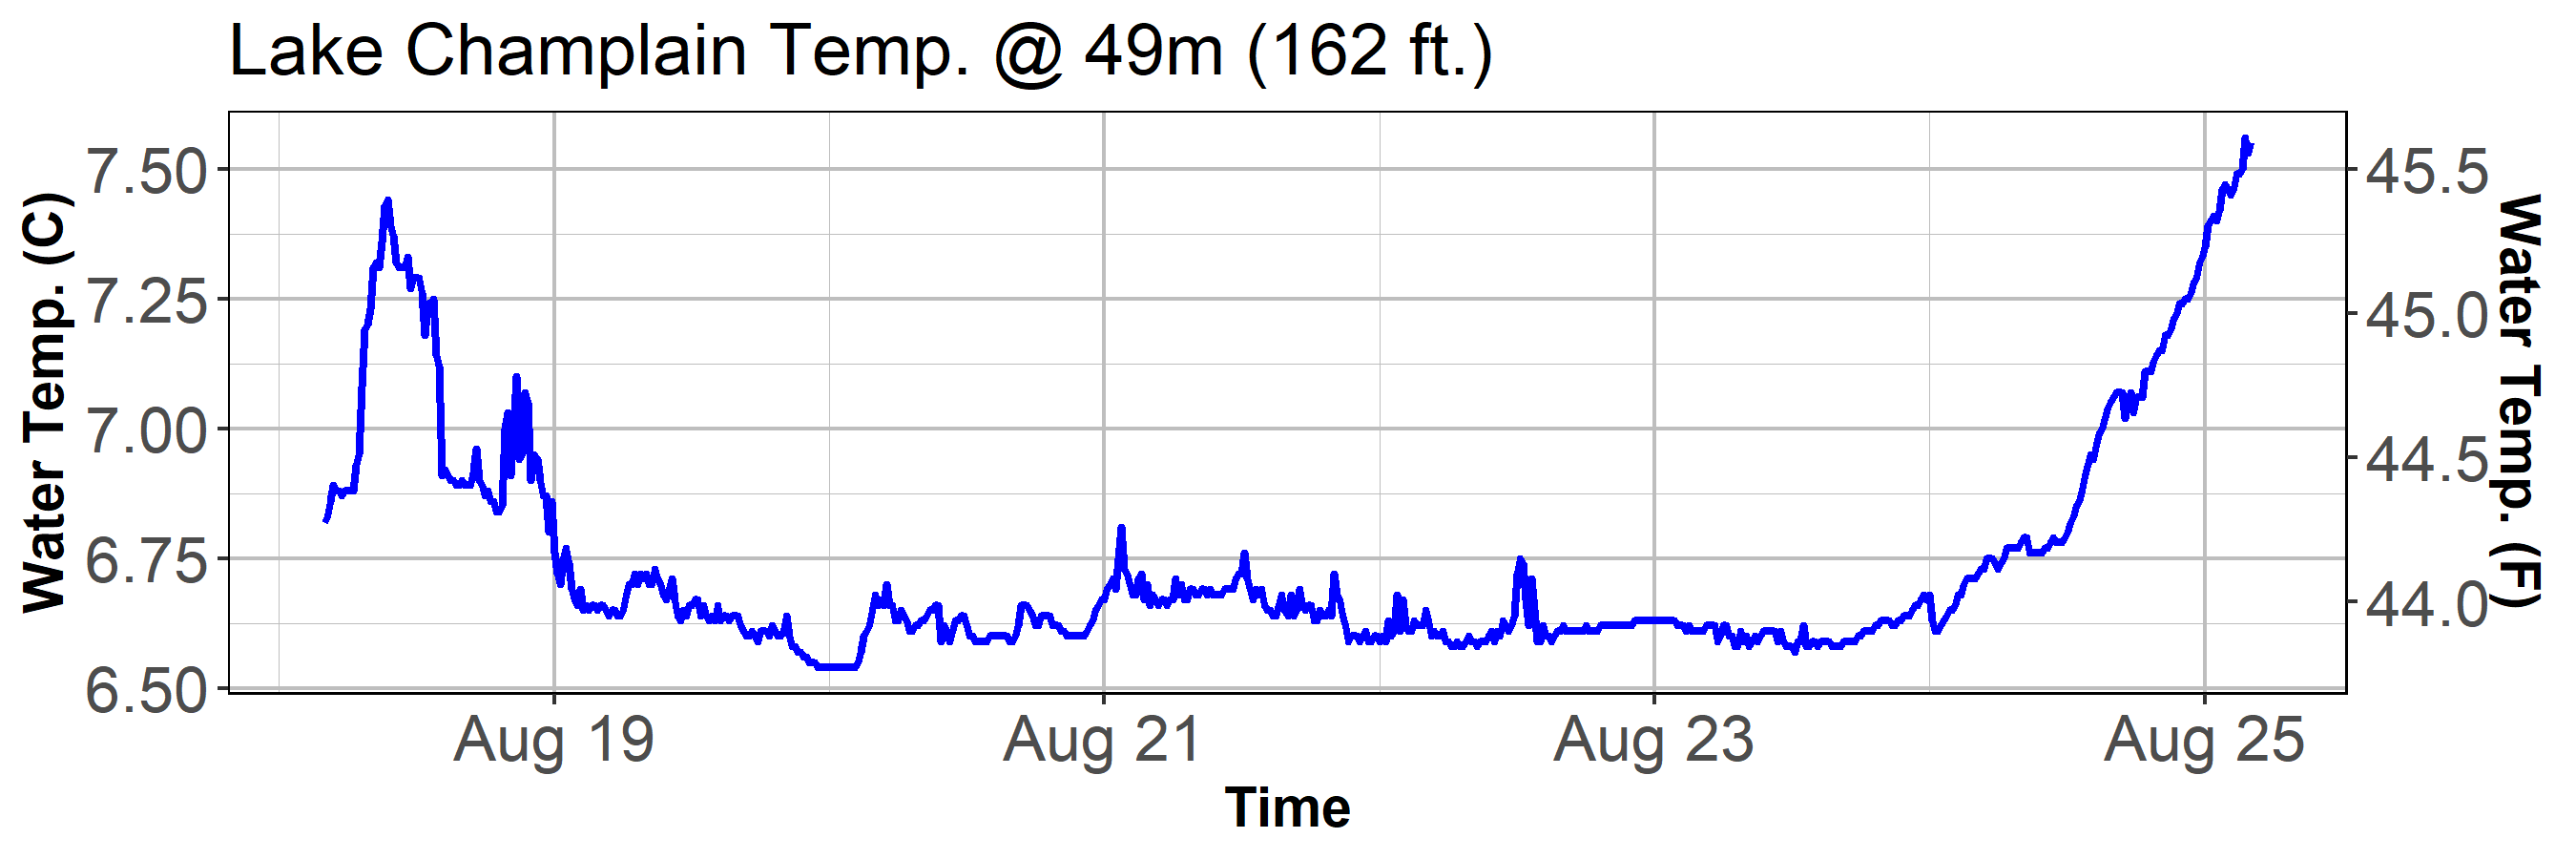 Lake Champlain Temp. @ 49m (162 ft.)
Water Temp. (C)
7.50
7.25
7.00
6.75
6.50
45.5
45.0
44.5
44.0
Water Temp. (F)
Aug 19
Aug 21
Aug 23
Aug 25
Time